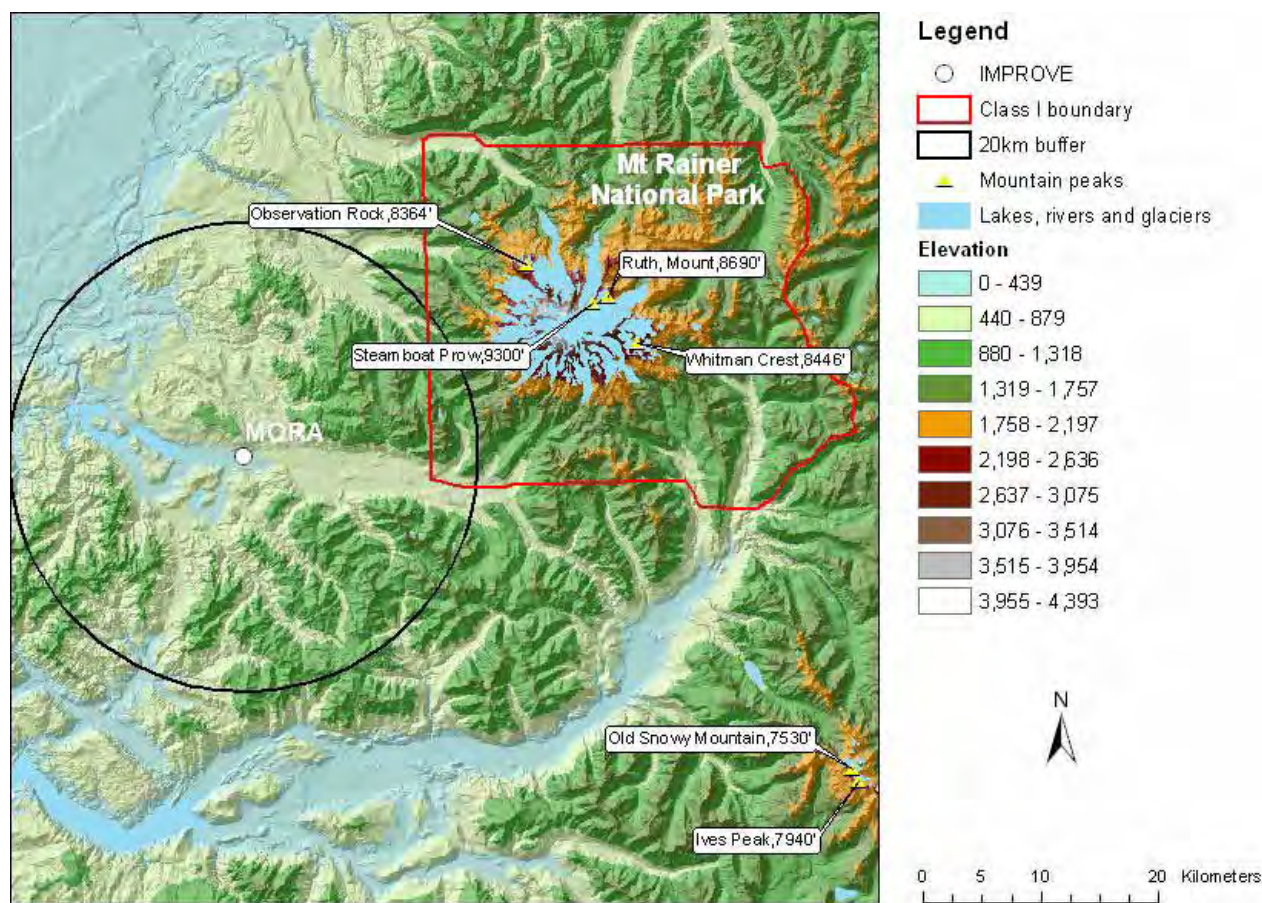 Mt Rainer
National Park
Observation Rock,8364'
Ruth, Mount,8690'
Steamboat Prow,9300'
Whitman Crest,8446'
MORA
Old Snowy Mountain,7530'
Ives Peak,7940'
Legend
IMPROVE
Class I boundary
20km buffer
Mountain peaks
Lakes, rivers and glaciers
Elevation
0 - 439
440 - 879
880 - 1,318
1,319 - 1,757
1,758 - 2,197
2,198 - 2,636
2,637 - 3,075
3,076 - 3,514
3,515 - 3,954
3,955 - 4,393
N
0 5 10 20 Kilometers